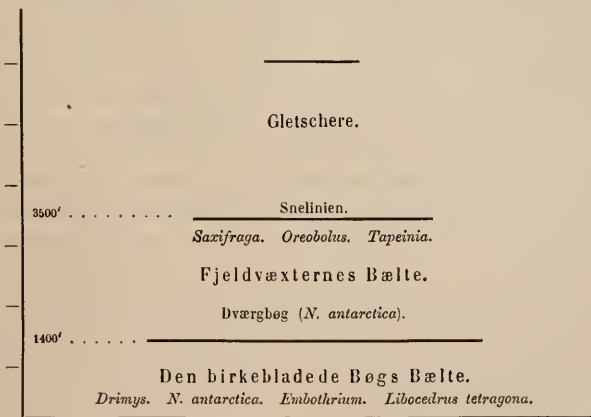 Gletschere.
3500' . . . . . . . . . Snelinien.
Saxifraga. Oreobolus. Tapeinia.
Fjeldvæxternes Bælte.
Dværgbøg (N. antarctica).
1400' . . . . . .
Den birkebladede Bøgs Bælte.
Drimys. N. antarctica. Embothrium. Libocedrus tetragona.